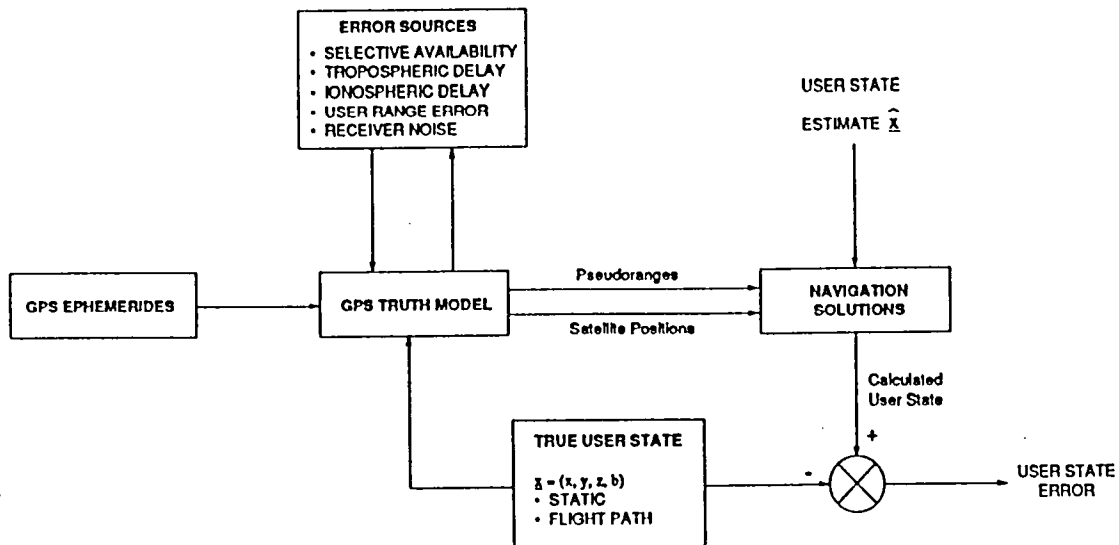 ERROR SOURCES
• SELECTIVE AVAILABILITY
• TROPOSPHERIC DELAY
• IONOSPHERIC DELAY
• USER RANGE ERROR
• RECEIVER NOISE
USER STATE
ESTIMATE x̲̂
GPS EPHEMERIDES
GPS TRUTH MODEL
Pseudoranges
Satellite Positions
NAVIGATION
SOLUTIONS
Calculated
User State
+
-
TRUE USER STATE
x̲ = (x, y, z, b)
• STATIC
• FLIGHT PATH
USER STATE
ERROR